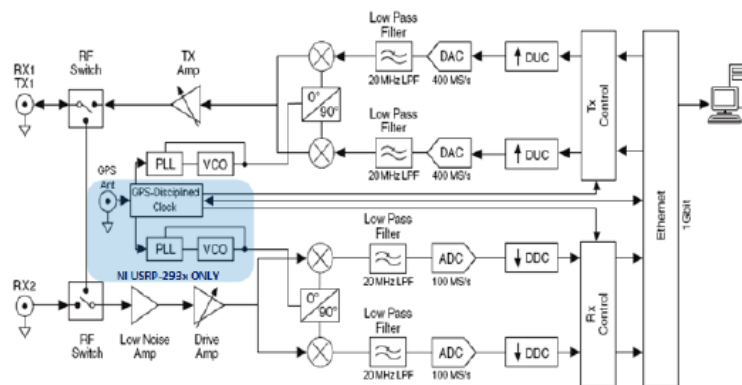 RX1
TX1
RF
Switch
TX
Amp
Low Pass
Filter
20 MHz LPF
DAC
400 MS/s
DUC
0°
90°
Low Pass
Filter
20 MHz LPF
DAC
400 MS/s
DUC
Tx
Control
Ethernet
1Gbit
PLL
VCO
GPS
Ant
GPS-Disciplined
Clock
PLL
VCO
NI USRP-293x ONLY
RX2
RF
Switch
Low Noise
Amp
Drive
Amp
0°
90°
Low Pass
Filter
20 MHz LPF
ADC
100 MS/s
DDC
Low Pass
Filter
20 MHz LPF
ADC
100 MS/s
DDC
Rx
Control